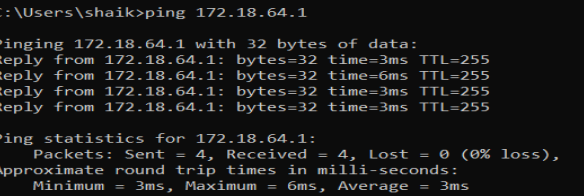 C:\Users\shaik>ping 172.18.64.1
Pinging 172.18.64.1 with 32 bytes of data:
Reply from 172.18.64.1: bytes=32 time=3ms TTL=255
Reply from 172.18.64.1: bytes=32 time=6ms TTL=255
Reply from 172.18.64.1: bytes=32 time=3ms TTL=255
Reply from 172.18.64.1: bytes=32 time=3ms TTL=255
Ping statistics for 172.18.64.1:
Packets: Sent = 4, Received = 4, Lost = 0 (0% loss),
Approximate round trip times in milli-seconds:
Minimum = 3ms, Maximum = 6ms, Average = 3ms